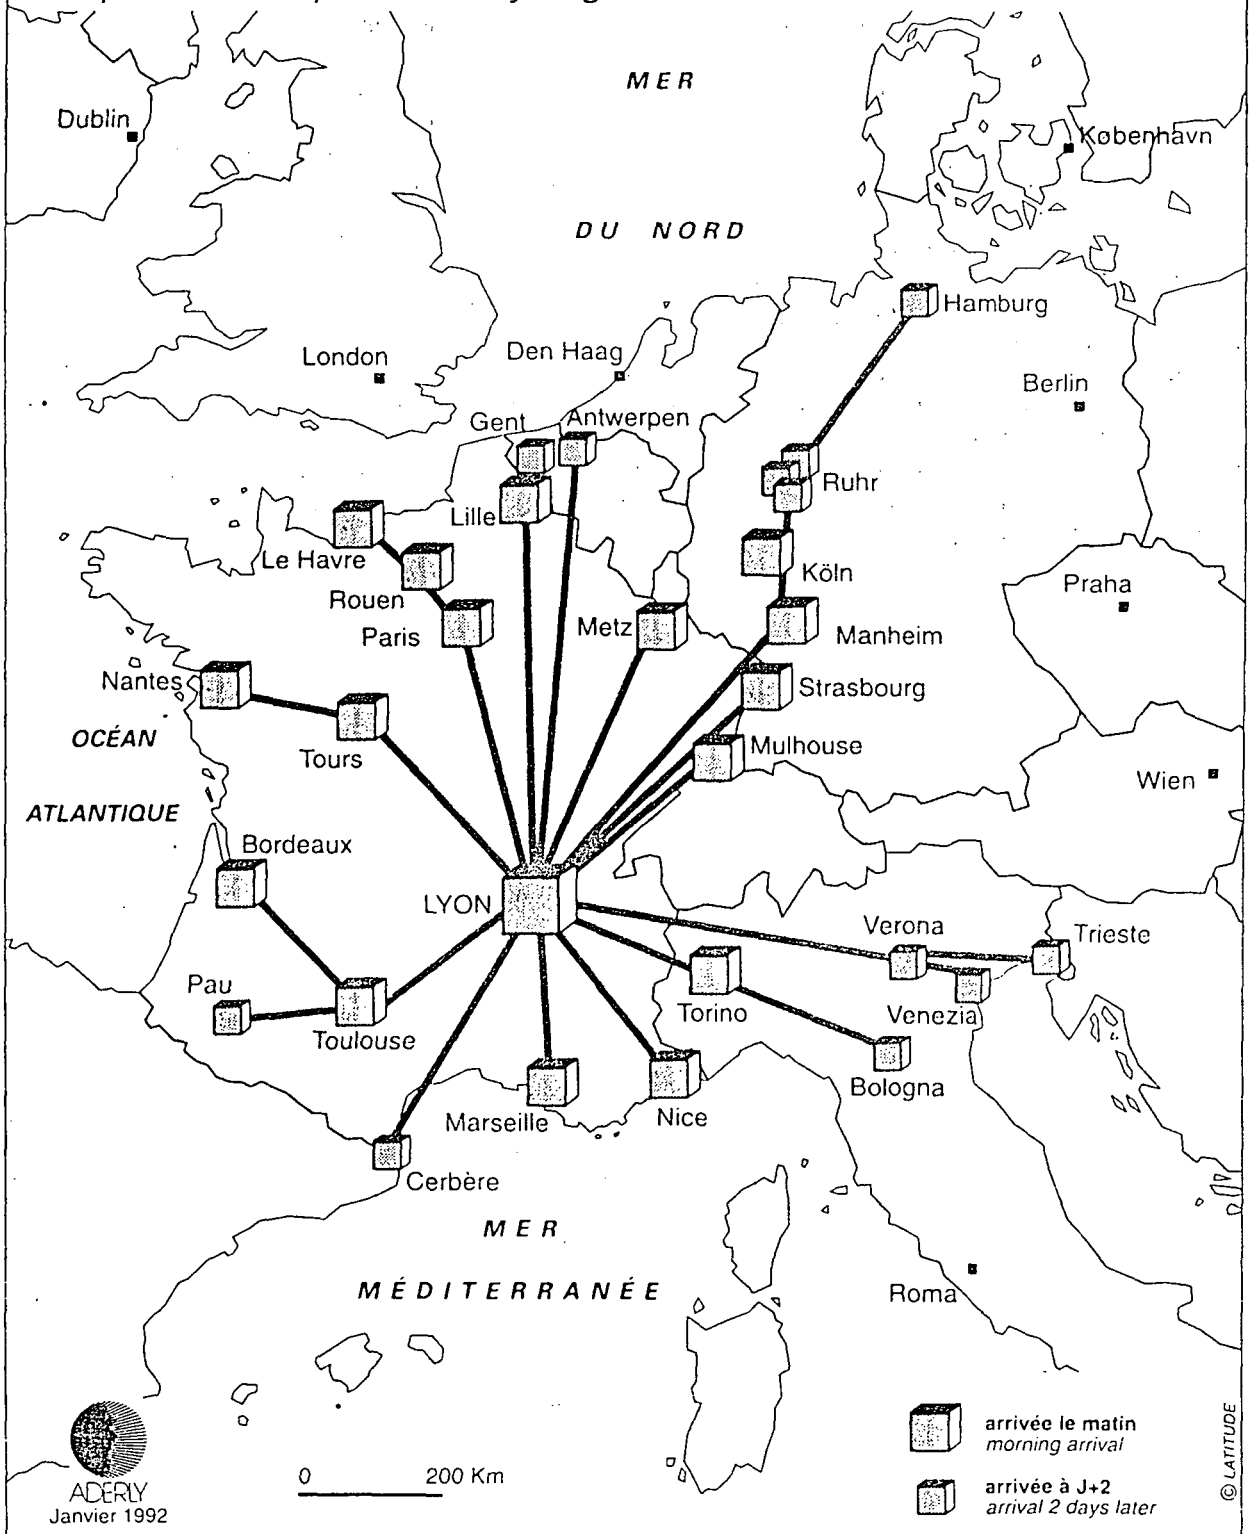 MER
Dublin
København
DU NORD
Hamburg
London
Den Haag
Berlin
Gent
Antwerpen
Ruhr
Lille
Le Havre
Köln
Praha
Rouen
Paris
Metz
Manheim
Nantes
Strasbourg
OCÉAN
Tours
Mulhouse
Wien
ATLANTIQUE
Bordeaux
LYON
Verona
Trieste
Pau
Torino
Venezia
Toulouse
Bologna
Marseille
Nice
Cerbère
MER
MÉDITERRANÉE
Roma
arrivée le matin
morning arrival
0 200 Km
arrivée à J+2
arrival 2 days later
ADERLY
Janvier 1992
© LATITUDE